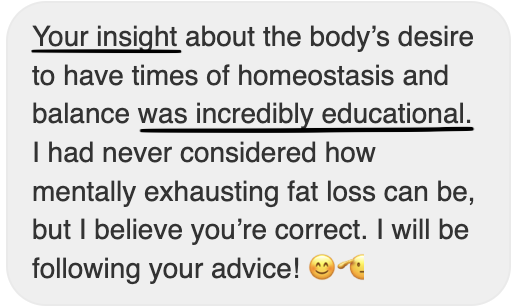 Your insight about the body’s desire
to have times of homeostasis and
balance was incredibly educational.
I had never considered how
mentally exhausting fat loss can be,
but I believe you’re correct. I will be
following your advice! 😊🫡